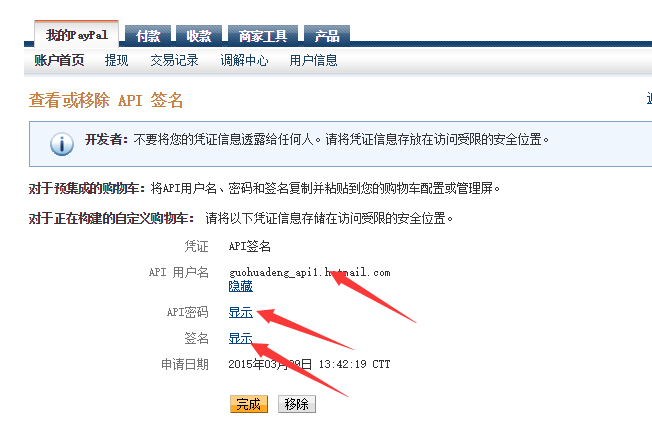 我的PayPal 付款 收款 商家工具 产品
账户首页 提现 交易记录 调解中心 用户信息
查看或移除 API 签名
开发者：不要将您的凭证信息透露给任何人。请将凭证信息存放在访问受限的安全位置。
对于预集成的购物车：将API用户名、密码和签名复制并粘贴到您的购物车配置或管理屏。
对于正在构建的自定义购物车： 请将以下凭证信息存储在访问受限的安全位置。
凭证 API签名
API 用户名 guohuadeng_api1.hotmail.com
隐藏
API密码 显示
签名 显示
申请日期 2015年03月09日 13:42:19 CTT
完成 移除